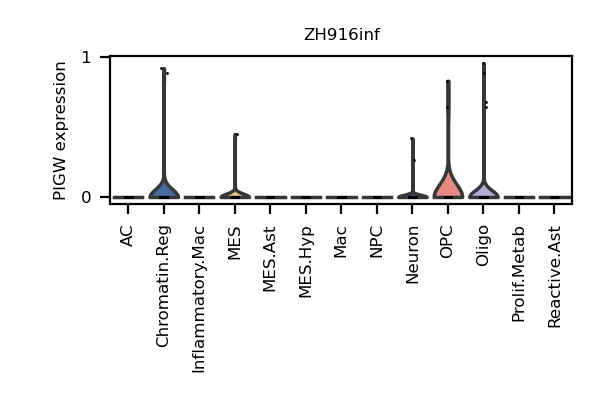 ZH916inf
PIGW expression
1
0
AC
Chromatin.Reg
Inflammatory.Mac
MES
MES.Ast
MES.Hyp
Mac
NPC
Neuron
OPC
Oligo
Prolif.Metab
Reactive.Ast